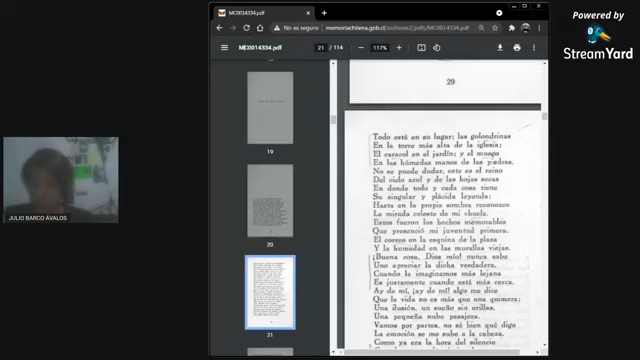 MC0014334.pdf
No es seguro | memoriachilena.gob.cl/archivos2/pdfs/MC0014334.pdf
MC0014334.pdf
21 / 114
117%
Powered by
StreamYard
19
20
21
JULIO BARCO ÁVALOS
29
Todo está en su lugar; las golondrinas
En la torre más alta de la iglesia;
El caracol en el jardín; y el musgo
En las húmedas manos de las piedras.
No se puede dudar, este es el reino
Del cielo azul y de las hojas secas
En donde todo y cada cosa tiene
Su singular y plácida leyenda:
Hasta en la propia sombra reconozco
La mirada celeste de mi abuela.
Estos fueron los hechos memorables
Que presenció mi juventud primera,
El correo en la esquina de la plaza
Y la humedad en las murallas viejas.
¡Buena cosa, Dios mío! nunca sabe
Uno apreciar la dicha verdadera,
Cuando la imaginamos más lejana
Es justamente cuando está más cerca.
Ay de mí, ¡ay de mí! algo me dice
Que la vida no es más que una quimera;
Una ilusión, un sueño sin orillas,
Una pequeña nube pasajera.
Vamos por partes, no sé bien qué digo,
La emoción se me sube a la cabeza.
Como ya era la hora del silencio